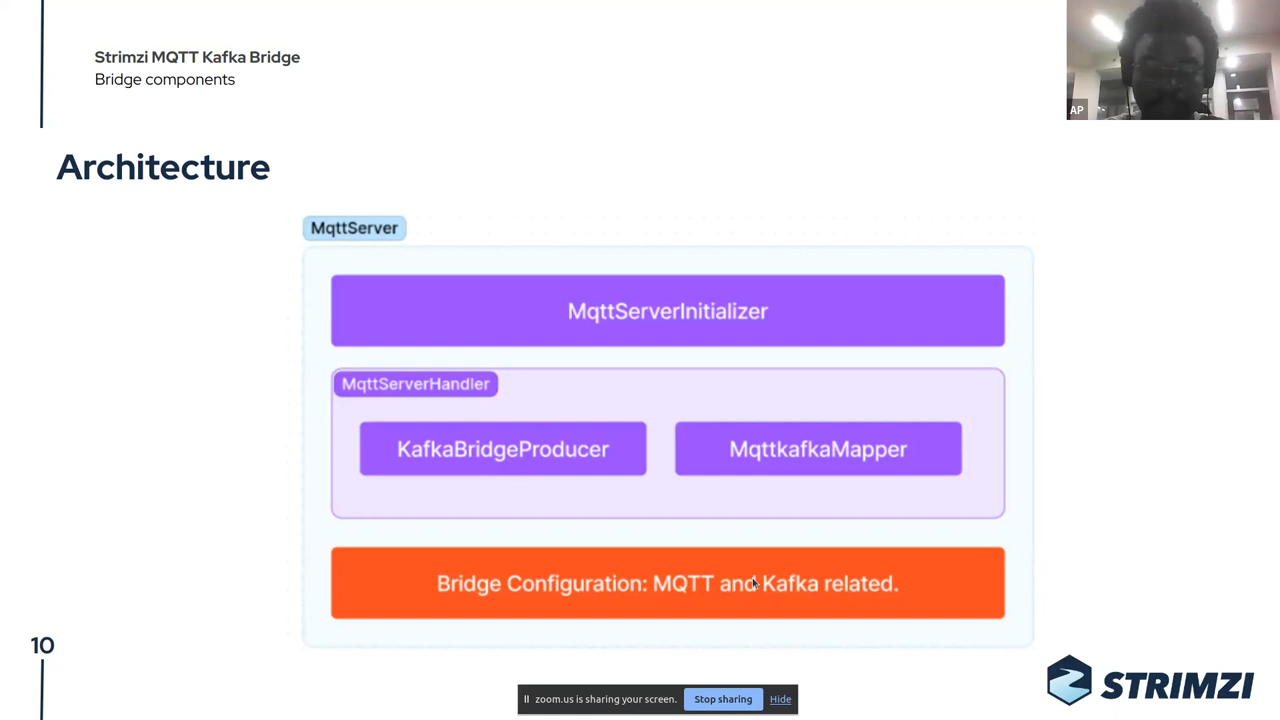 Strimzi MQTT Kafka Bridge
Bridge components
AP
Architecture
MqttServer
MqttServerInitializer
MqttServerHandler
KafkaBridgeProducer
MqttkafkaMapper
Bridge Configuration: MQTT and Kafka related.
10
STRIMZI
zoom.us is sharing your screen.
Stop sharing
Hide